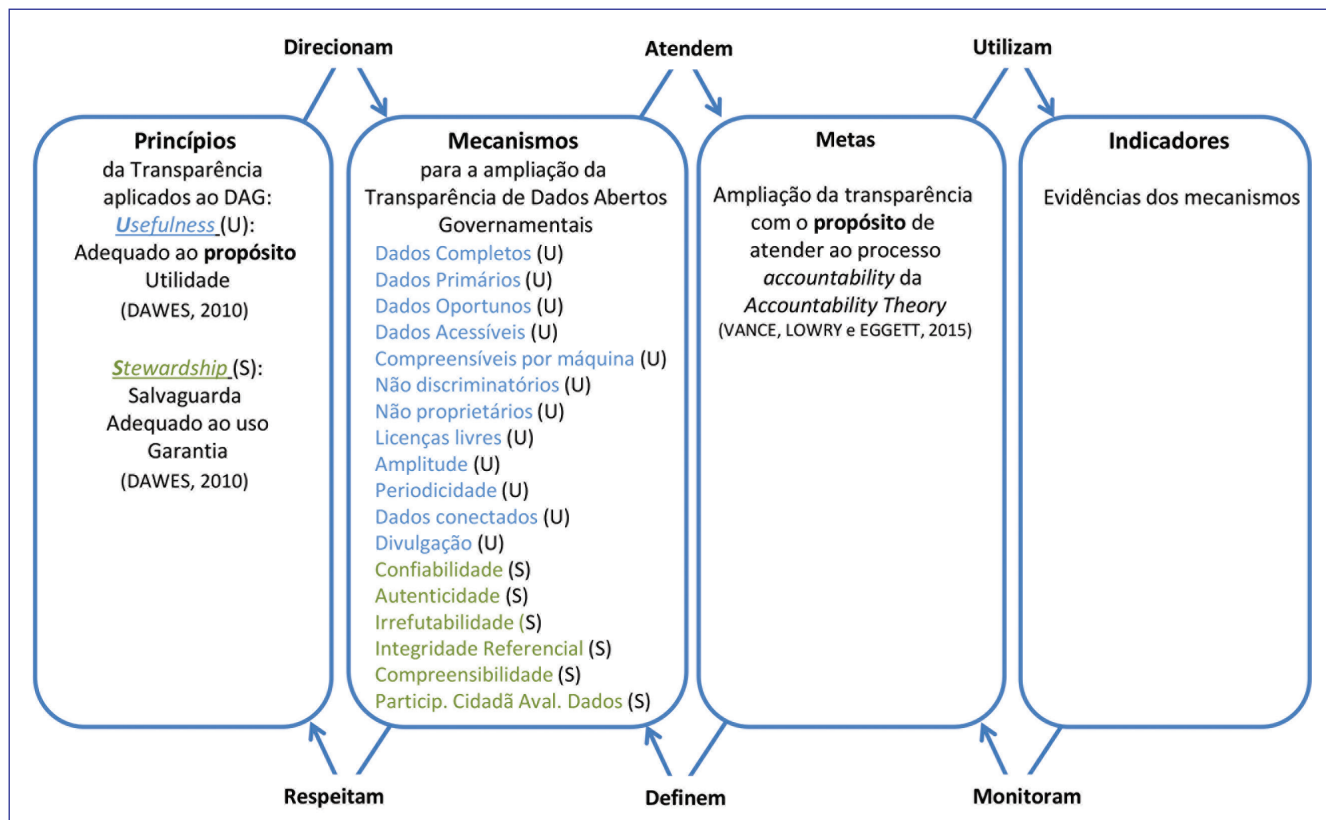 Direcionam
Atendem
Utilizam
Princípios
da Transparência
aplicados ao DAG:
Usefulness (U):
Adequado ao propósito
Utilidade
(DAWES, 2010)
Stewardship (S):
Salvaguarda
Adequado ao uso
Garantia
(DAWES, 2010)
Mecanismos
para a ampliação da
Transparência de Dados Abertos
Governamentais
Dados Completos (U)
Dados Primários (U)
Dados Oportunos (U)
Dados Acessíveis (U)
Compreensíveis por máquina (U)
Não discriminatórios (U)
Não proprietários (U)
Licenças livres (U)
Amplitude (U)
Periodicidade (U)
Dados conectados (U)
Divulgação (U)
Confiabilidade (S)
Autenticidade (S)
Irrefutabilidade (S)
Integridade Referencial (S)
Compreensibilidade (S)
Particip. Cidadã Aval. Dados (S)
Metas
Ampliação da transparência
com o propósito de
atender ao processo
accountability da
Accountability Theory
(VANCE, LOWRY e EGGETT, 2015)
Indicadores
Evidências dos mecanismos
Respeitam
Definem
Monitoram